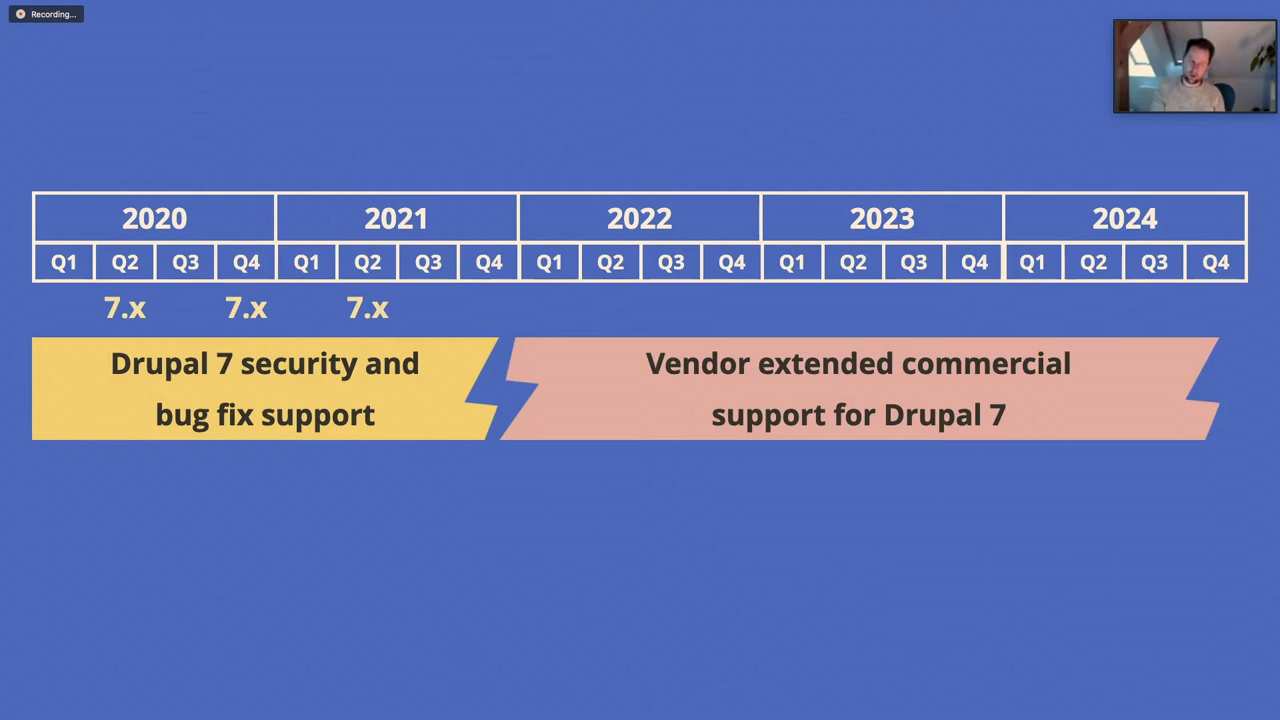 Recording...
2020 2021 2022 2023 2024
Q1 Q2 Q3 Q4 Q1 Q2 Q3 Q4 Q1 Q2 Q3 Q4 Q1 Q2 Q3 Q4 Q1 Q2 Q3 Q4
7.x 7.x 7.x
Drupal 7 security and
bug fix support
Vendor extended commercial
support for Drupal 7